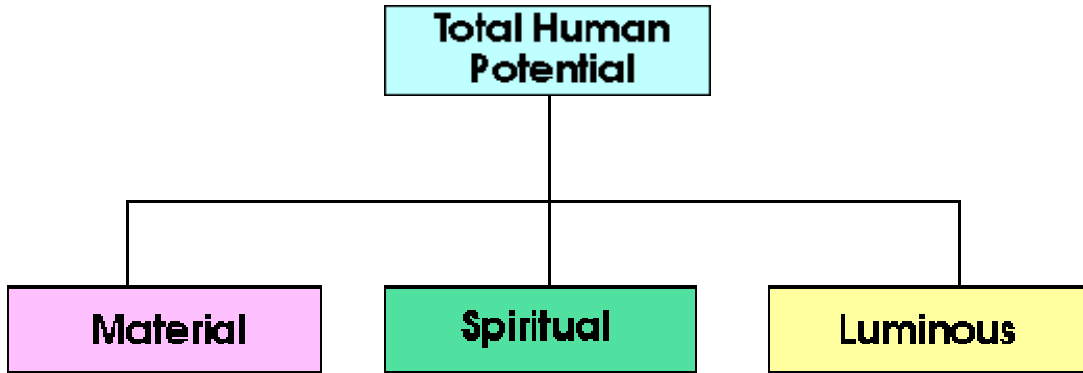 Total Human
Potential
Material
Spiritual
Luminous